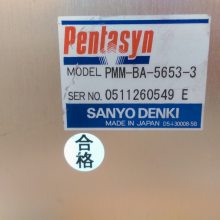 Pentasyn
MODEL PMM-BA-5653-3
SER NO. 0511260549 E
SANYO DENKI
MADE IN JAPAN
合格